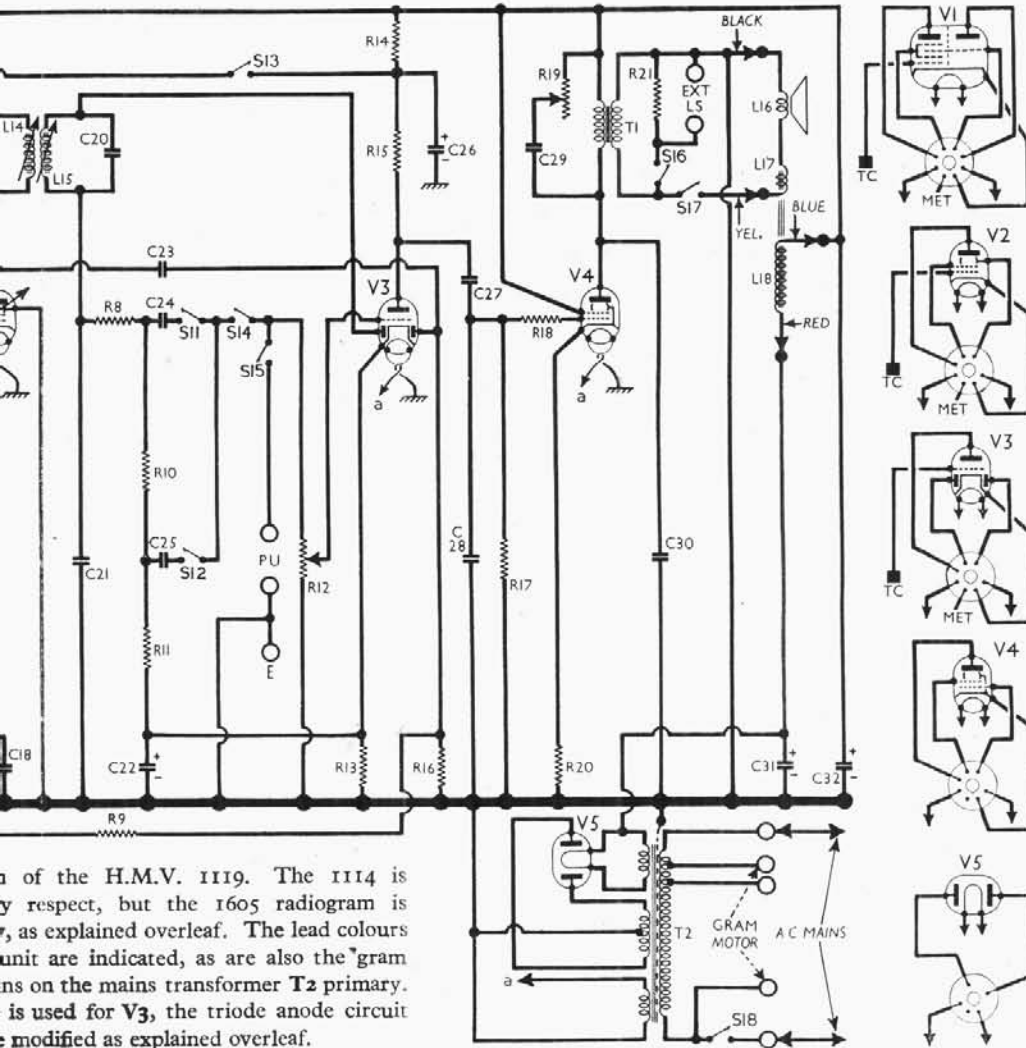 BLACK
V1
R14
S13
R19
R21
EXT
LS
L16
L14
C20
L15
R15
C26
C29
T1
S16
L17
TC
MET
S17
BLUE
YEL.
V2
C23
V3
C27
V4
L18
R8
C24
S11
S14
R18
RED
S15
a
a
TC
MET
V3
R10
C25
S12
PU
C
28
C30
C21
R12
R17
TC
MET
R11
E
V4
C18
C22
R13
R16
R20
C31
C32
R9
V5
V5
of the H.M.V. 1119. The 1114 is
respect, but the 1605 radiogram is
as explained overleaf. The lead colours
GRAM
MOTOR
A C MAINS
T2
unit are indicated, as are also the gram
a
on the mains transformer T2 primary.
is used for V3, the triode anode circuit
S18
modified as explained overleaf.